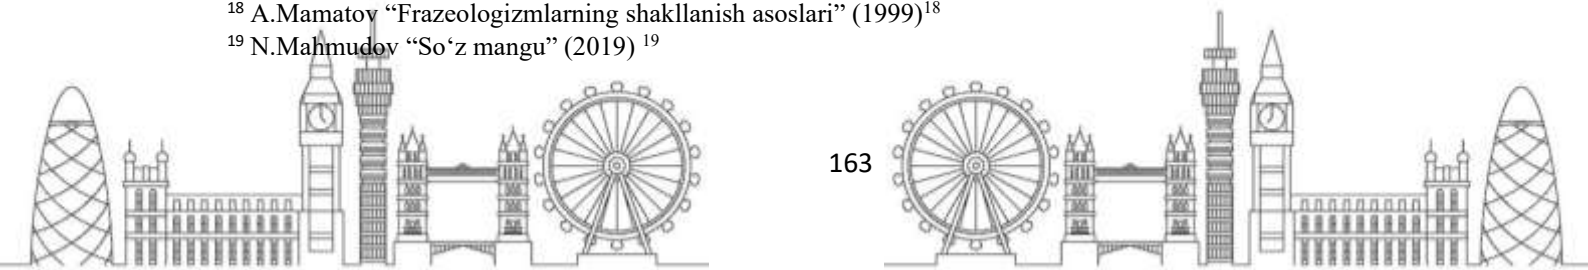 18 A.Mamatov “Frazeologizmlarning shakllanish asoslari” (1999)18
19 N.Mahmudov “So‘z mangu” (2019) 19
163